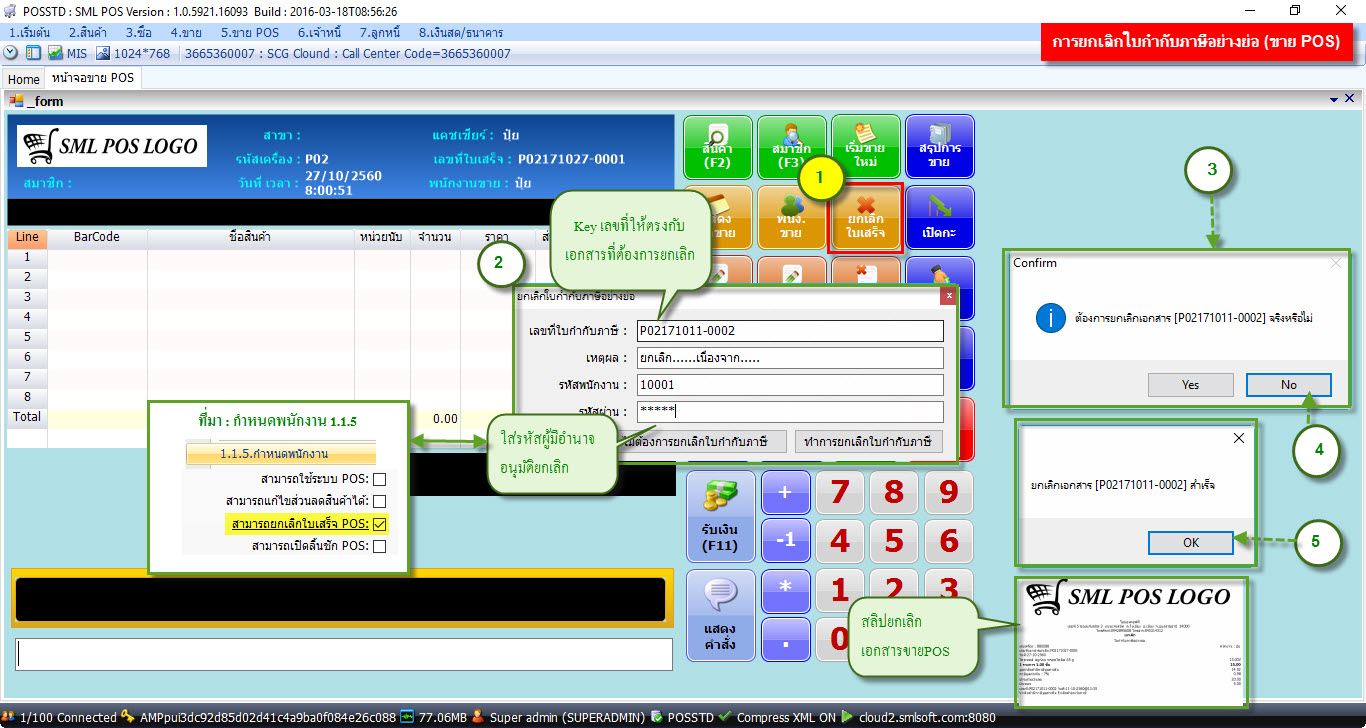 POSSTD : SML POS Version : 1.0.5921.16093 Build : 2016-03-18T08:56:26
1.เริ่มต้น 2.สินค้า 3.ซื้อ 4.ขาย 5.ขาย POS 6.เจ้าหนี้ 7.ลูกหนี้ 8.เงินสด/ธนาคาร
การยกเลิกใบกำกับภาษีอย่างย่อ (ขาย POS)
MIS 1024*768 3665360007 : SCG Clound : Call Center Code=3665360007
Home หน้าจอขาย POS
_form
SML POS LOGO
สาขา :
แคชเชียร์ : ปุ้ย
รหัสเครื่อง : P02
เลขที่ใบเสร็จ : P02171027-0001
สมาชิก :
วันที่ เวลา : 27/10/2560
8:00:51
พนักงานขาย : ปุ้ย
สินค้า
(F2)
สมาชิก
(F3)
เริ่มขาย
ใหม่
สรุปการ
ขาย
1
ขาย
พนง.
ขาย
ยกเลิก
ใบเสร็จ
เปิดกะ
Line BarCode ชื่อสินค้า หน่วยนับ จำนวน ราคา
1
2
3
4
5
6
7
8
Total 0.00
Key เลขที่ให้ตรงกับ
เอกสารที่ต้องการยกเลิก
2
ยกเลิกใบกำกับภาษีอย่างย่อ
x
เลขที่ใบกำกับภาษี : P02171011-0002
เหตุผล : ยกเลิก......เนื่องจาก.....
รหัสพนักงาน : 10001
รหัสผ่าน : *****
ไม่ต้องการยกเลิกใบกำกับภาษี
ทำการยกเลิกใบกำกับภาษี
ใส่รหัสผู้มีอำนาจ
อนุมัติยกเลิก
ที่มา : กำหนดพนักงาน 1.1.5
1.1.5.กำหนดพนักงาน
สามารถใช้ระบบ POS:
สามารถแก้ไขส่วนลดสินค้าได้:
สามารถยกเลิกใบเสร็จ POS:
สามารถเปิดลิ้นชัก POS:
รับเงิน
(F11)
+ 7 8 9
-1 4 5 6
แสดง
คำสั่ง
* 1 2 3
. 0
สลิปยกเลิก
เอกสารขายPOS
3
Confirm
ต้องการยกเลิกเอกสาร [P02171011-0002] จริงหรือไม่
Yes No
4
ยกเลิกเอกสาร [P02171011-0002] สำเร็จ
OK
5
SML POS LOGO
1/100 Connected AMPpui3dc92d85d02d41c4a9ba0f084e26c088 77.06MB Super admin (SUPERADMIN) POSSTD Compress XML ON cloud2.smlsoft.com:8080